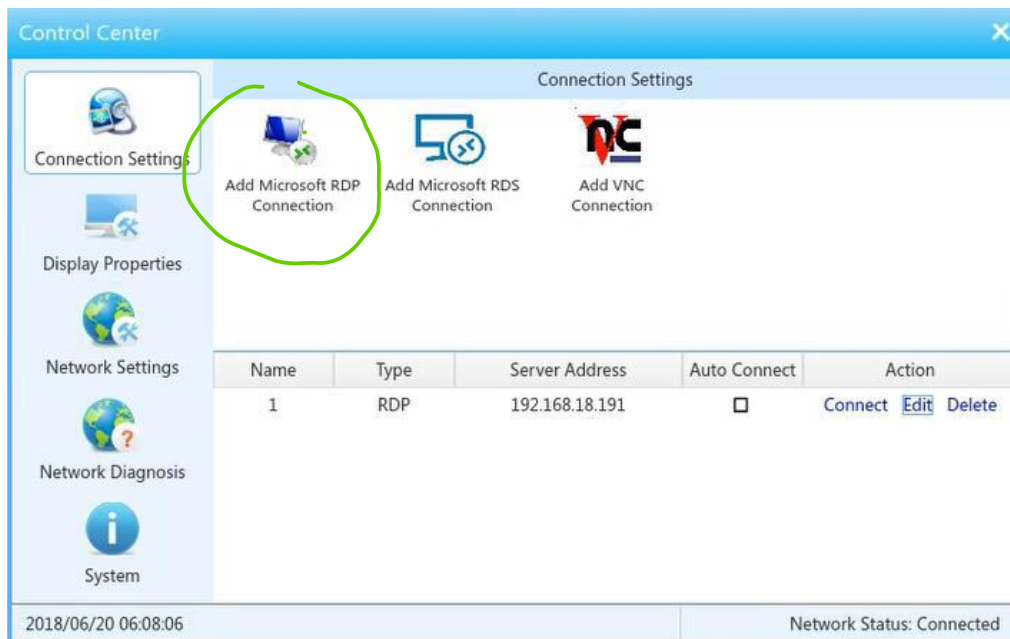 Control Center
Connection Settings
Connection Settings
Display Properties
Network Settings
Network Diagnosis
System
Add Microsoft RDP
Connection
Add Microsoft RDS
Connection
VNC
Add VNC
Connection
Name Type Server Address Auto Connect Action
1 RDP 192.168.18.191 Connect Edit Delete
2018/06/20 06:08:06 Network Status: Connected